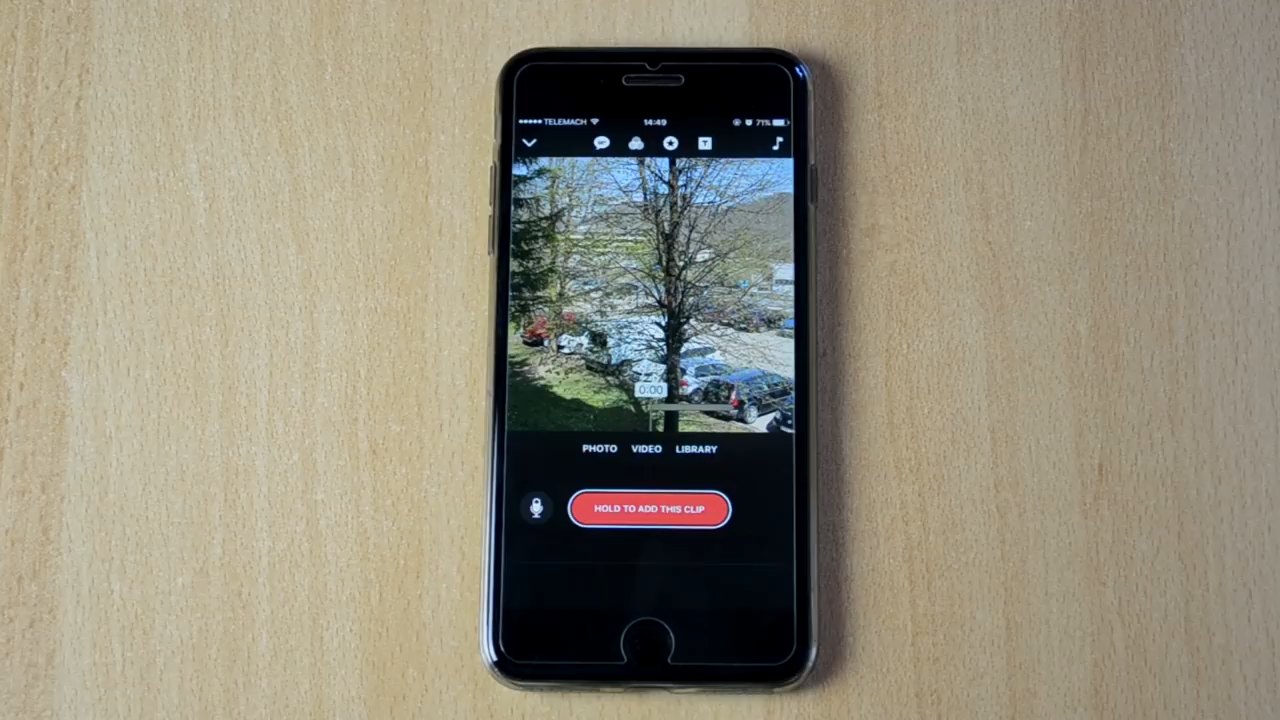 TELEMACH 14:49 71%
T
0:00
PHOTO VIDEO LIBRARY
HOLD TO ADD THIS CLIP